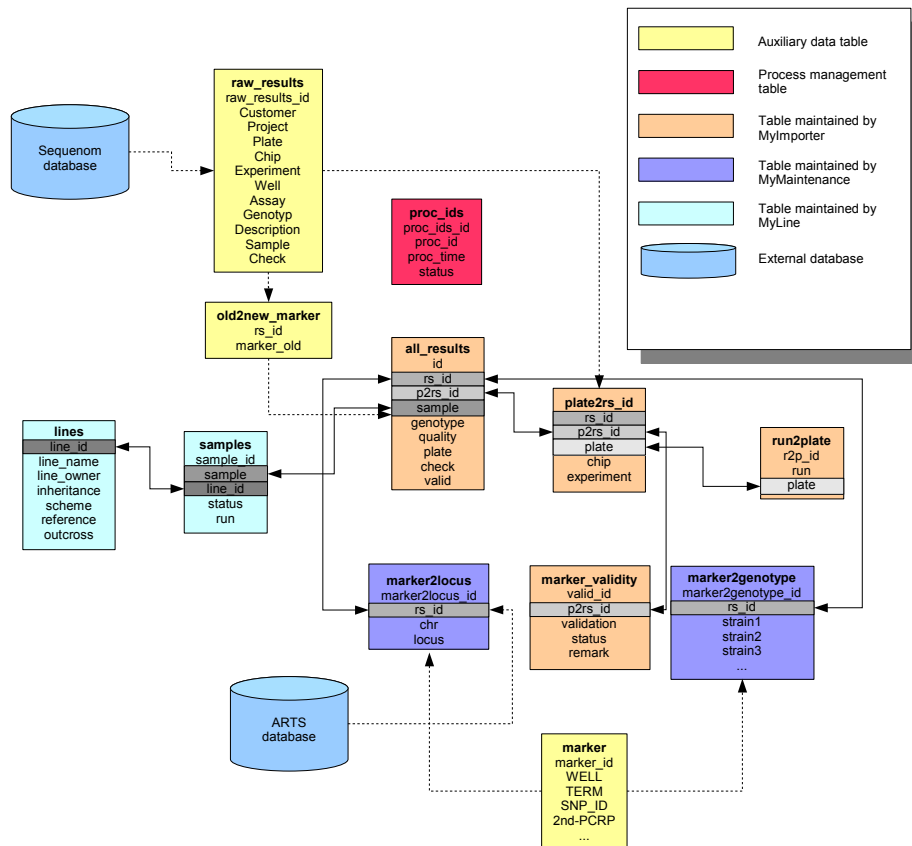 raw_results
raw_results_id
Customer
Project
Plate
Chip
Experiment
Well
Assay
Genotyp
Description
Sample
Check
Sequenom
database
proc_ids
proc_ids_id
proc_id
proc_time
status
Auxiliary data table
Process management
table
Table maintained by
MyImporter
Table maintained by
MyMaintenance
Table maintained by
MyLine
External database
old2new_marker
rs_id
marker_old
all_results
id
rs_id
p2rs_id
sample
genotype
quality
plate
check
valid
plate2rs_id
rs_id
p2rs_id
plate
chip
experiment
run2plate
r2p_id
run
plate
lines
line_id
line_name
line_owner
inheritance
scheme
reference
outcross
samples
sample_id
sample
line_id
status
run
marker2locus
marker2locus_id
rs_id
chr
locus
marker_validity
valid_id
p2rs_id
validation
status
remark
marker2genotype
marker2genotype_id
rs_id
strain1
strain2
strain3
...
ARTS
database
marker
marker_id
WELL
TERM
SNP_ID
2nd-PCRP
...